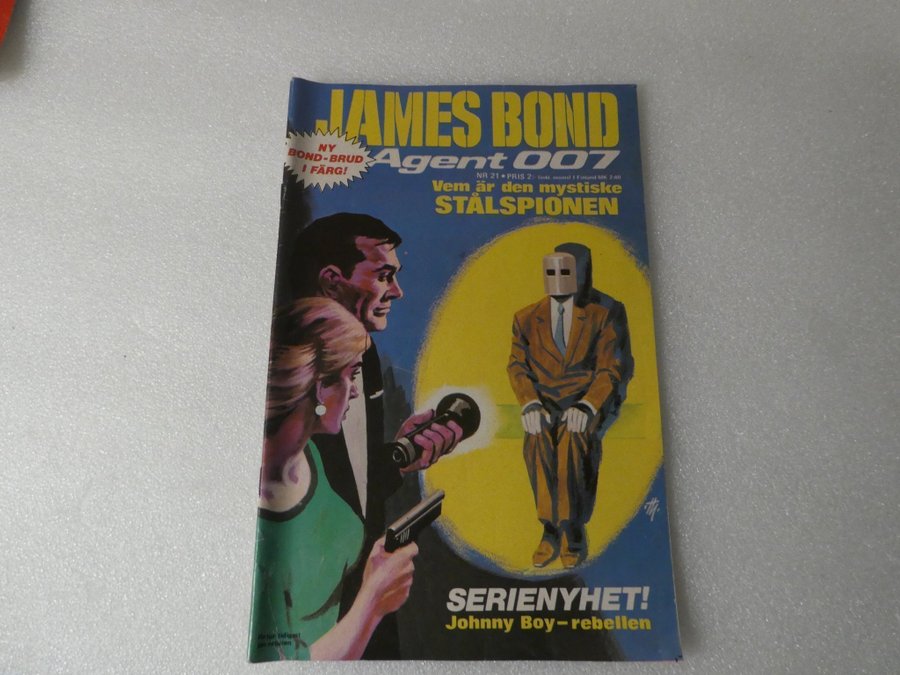 JAMES BOND
Agent 007
NY
BOND-BRUD
I FÄRG!
NR 21 • PRIS 2:-
Vem är den mystiske
STÅLSPIONEN
SERIENYHET!
Johnny Boy – rebellen